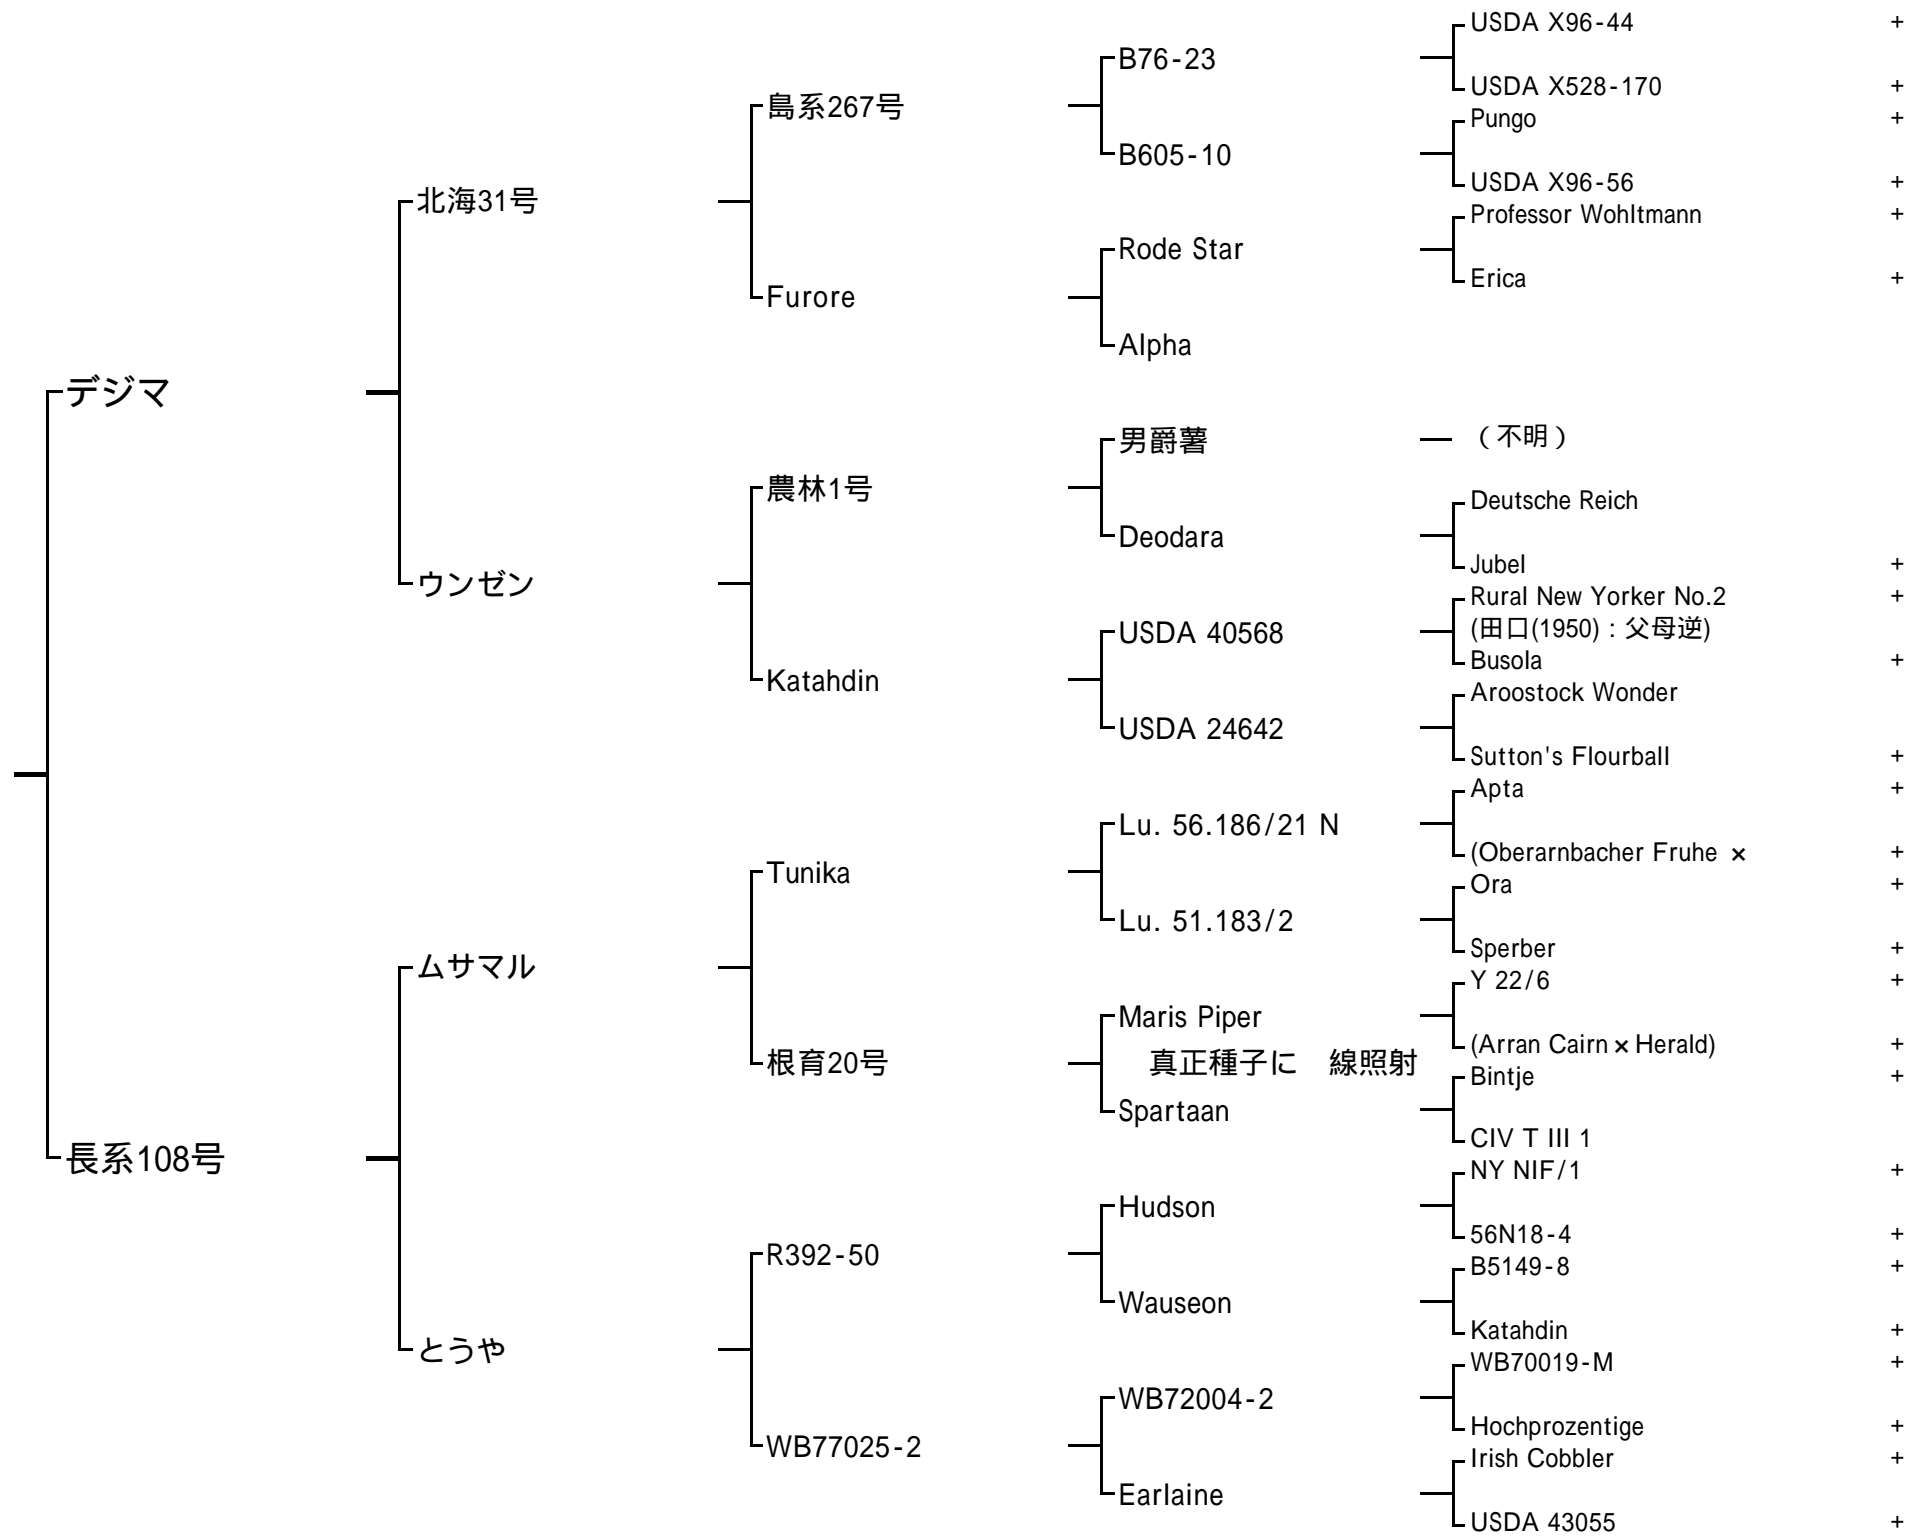 USDA X96-44 +
B76-23
USDA X528-170 +
島系267号
Pungo +
B605-10
USDA X96-56 +
北海31号
Professor Wohltmann +
Rode Star
Erica +
Furore
Alpha
デジマ
男爵薯
（不明）
農林1号
Deutsche Reich
Deodara
Jubel +
ウンゼン
Rural New Yorker No.2 +
USDA 40568
(田口(1950)：父母逆)
Busola +
Katahdin
Aroostock Wonder
USDA 24642
Sutton's Flourball +
Apta +
Lu. 56.186/21 N
(Oberarnbacher Fruhe × +
Tunika
Ora +
Lu. 51.183/2
Sperber +
ムサマル
Y 22/6 +
Maris Piper
(Arran Cairn×Herald) +
根育20号
真正種子に　線照射
Bintje +
Spartaan
CIV T III 1
長系108号
NY NIF/1 +
Hudson
56N18-4 +
R392-50
B5149-8 +
Wauseon
Katahdin +
とうや
WB70019-M +
WB72004-2
Hochprozentige +
WB77025-2
Irish Cobbler +
Earlaine
USDA 43055 +